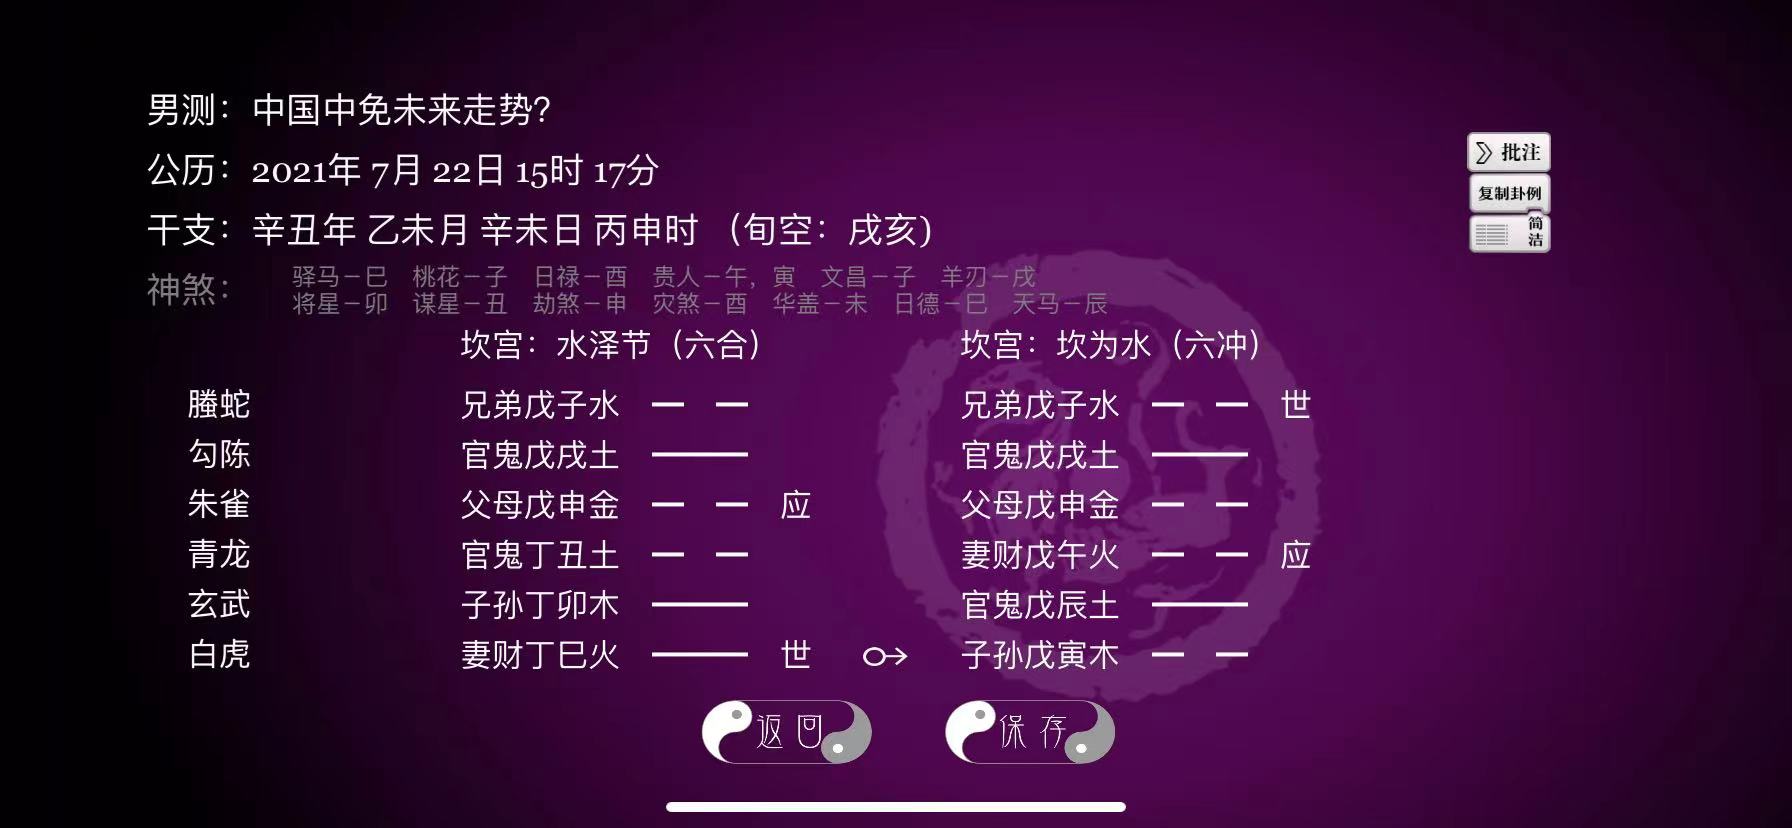 男测：中国中免未来走势？
公历：2021年 7月 22日 15时 17分
干支：辛丑年 乙未月 辛未日 丙申时 （旬空：戌亥）
神煞：
驿马－巳 桃花－子 日禄－酉 贵人－午，寅 文昌－子 羊刃－戌
将星－卯 谋星－丑 劫煞－申 灾煞－酉 华盖－未 日德－巳 天马－辰
批注
复制卦例
简洁
坎宫：水泽节（六合） 坎宫：坎为水（六冲）
螣蛇 兄弟戊子水 兄弟戊子水 世
勾陈 官鬼戊戌土 官鬼戊戌土
朱雀 父母戊申金 应 父母戊申金
青龙 官鬼丁丑土 妻财戊午火 应
玄武 子孙丁卯木 官鬼戊辰土
白虎 妻财丁巳火 世 子孙戊寅木
返回 保存